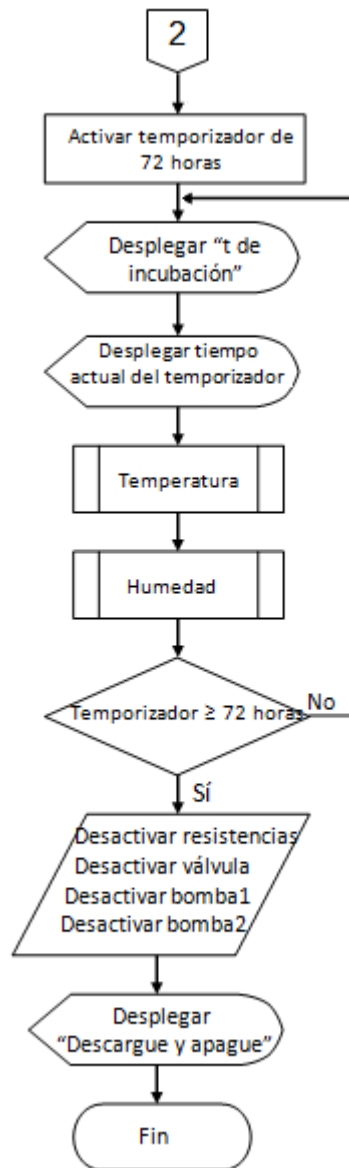 2
Activar temporizador de
72 horas
Desplegar “t de
incubación”
Desplegar tiempo
actual del temporizador
Temperatura
Humedad
Temporizador ≥ 72 horas
No
Sí
Desactivar resistencias
Desactivar válvula
Desactivar bomba1
Desactivar bomba2
Desplegar
“Descargue y apague”
Fin